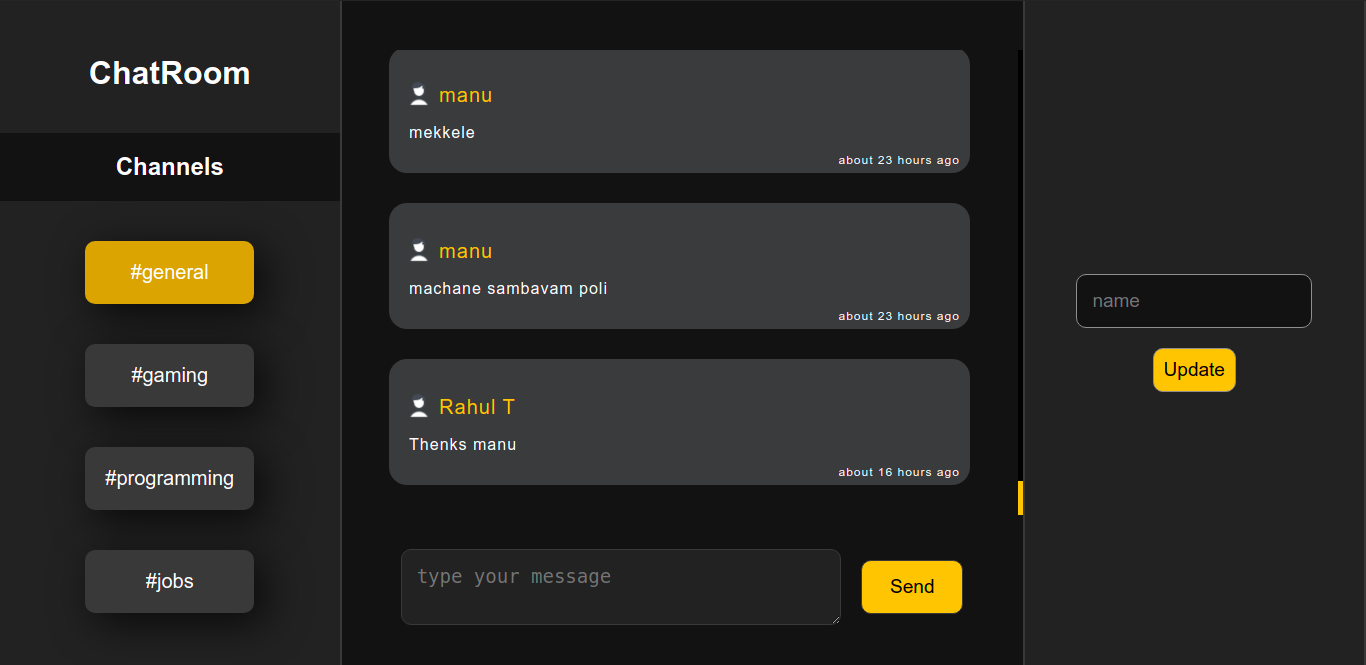 ChatRoom
Channels
#general
#gaming
#programming
#jobs
manu
mekkele
about 23 hours ago
manu
machane sambavam poli
about 23 hours ago
Rahul T
Thenks manu
about 16 hours ago
type your message
Send
name
Update